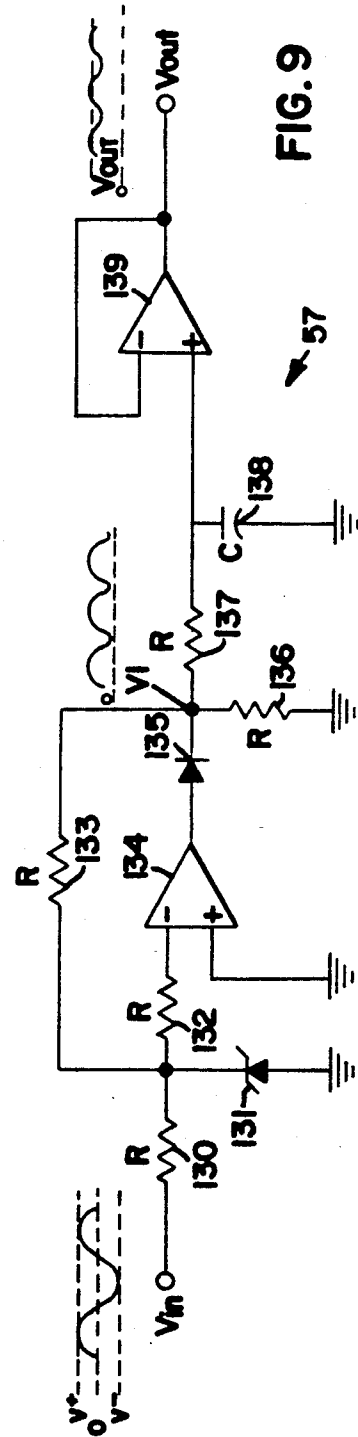 V+
O
V-
Vin
R
130
131
R
132
R
133
134
-
+
135
V1
O
R
136
R
137
C
138
139
-
+
VOUT
O
Vout
57
FIG. 9